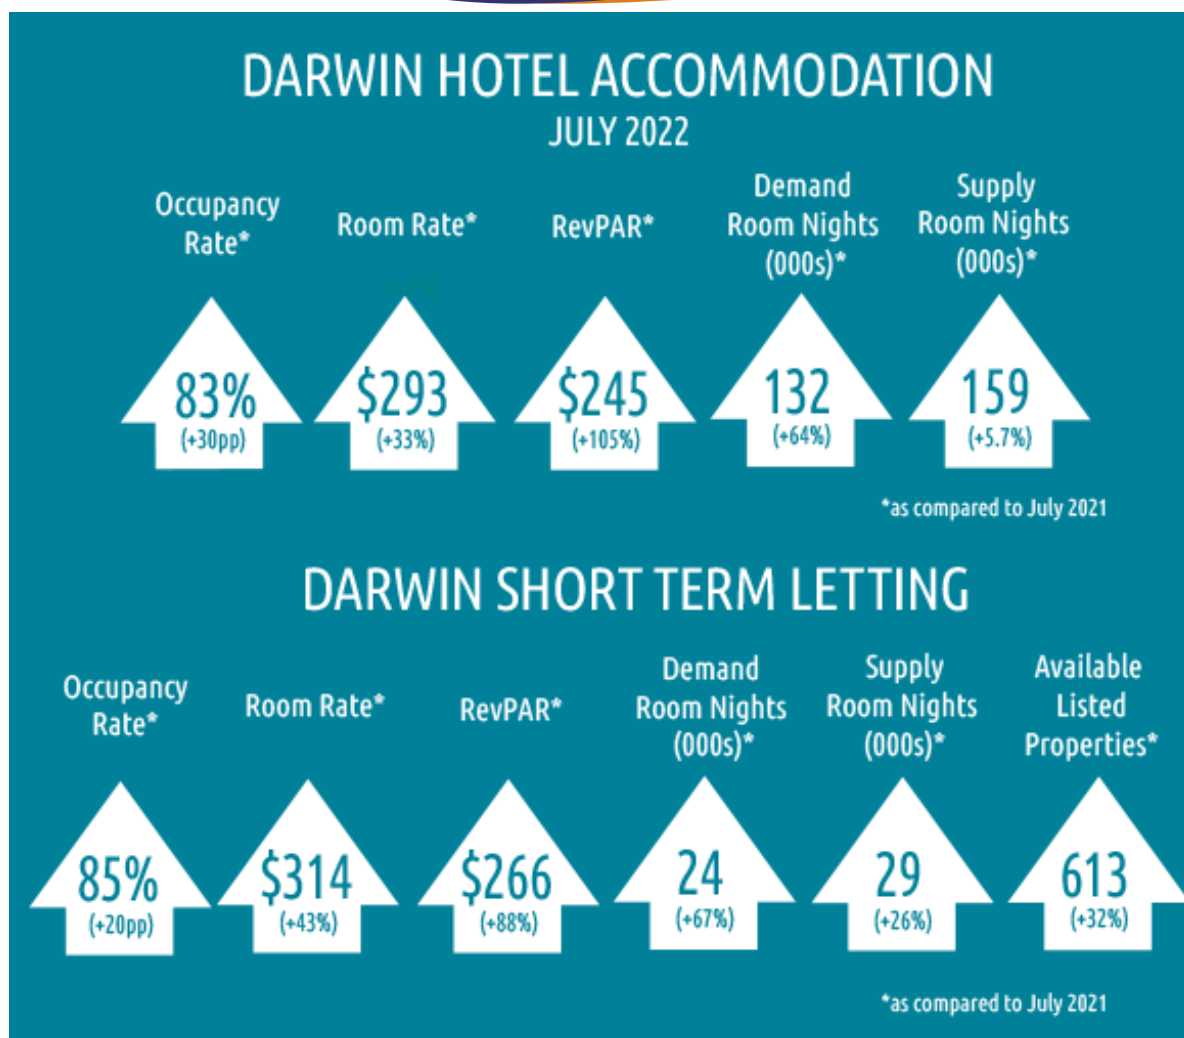 DARWIN HOTEL ACCOMMODATION
JULY 2022
Occupancy
Rate*
Room Rate*
RevPAR*
Demand
Room Nights
(000s)*
Supply
Room Nights
(000s)*
83%
(+30pp)
$293
(+33%)
$245
(+105%)
132
(+64%)
159
(+5.7%)
*as compared to July 2021
DARWIN SHORT TERM LETTING
Occupancy
Rate*
Room Rate*
RevPAR*
Demand
Room Nights
(000s)*
Supply
Room Nights
(000s)*
Available
Listed
Properties*
85%
(+20pp)
$314
(+43%)
$266
(+88%)
24
(+67%)
29
(+26%)
613
(+32%)
*as compared to July 2021